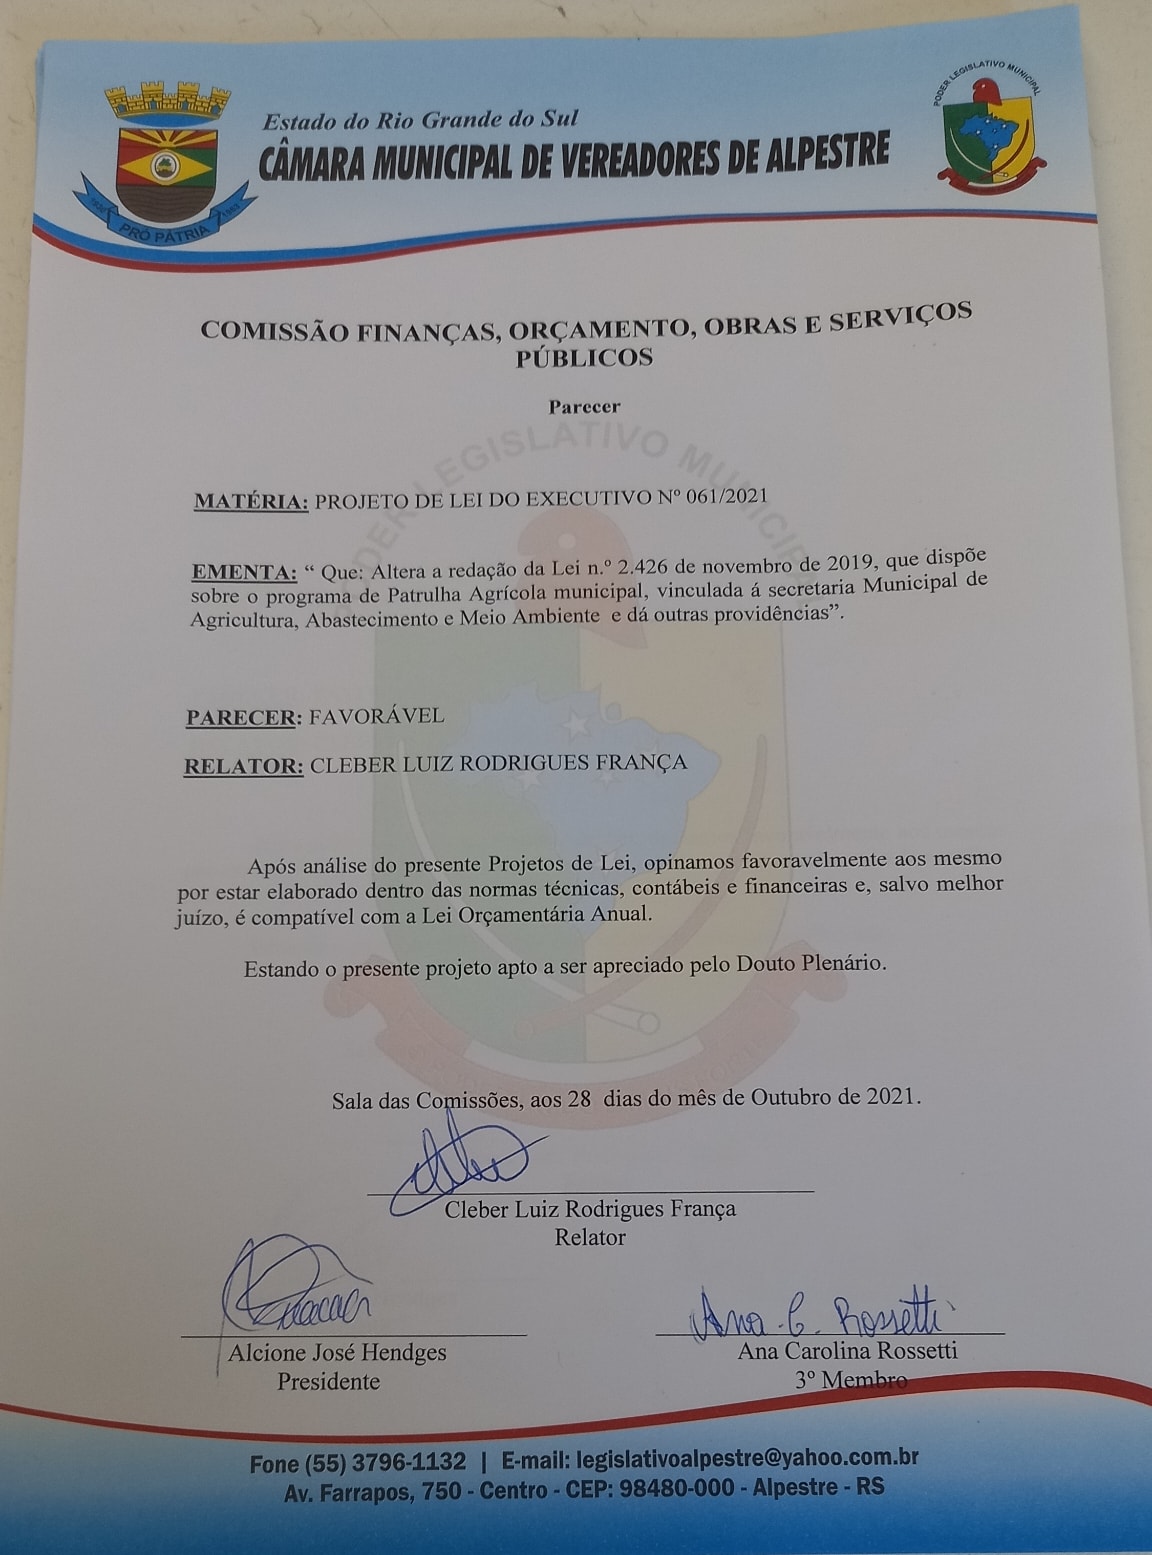 Estado do Rio Grande do Sul
CÂMARA MUNICIPAL DE VEREADORES DE ALPESTRE
PRÓ PÁTRIA
PODER LEGISLATIVO MUNICIPAL
COMISSÃO FINANÇAS, ORÇAMENTO, OBRAS E SERVIÇOS
PÚBLICOS
Parecer
PODER LEGISLATIVO MUNICIPAL
MATÉRIA: PROJETO DE LEI DO EXECUTIVO Nº 061/2021
EMENTA: “ Que: Altera a redação da Lei n.º 2.426 de novembro de 2019, que dispõe
sobre o programa de Patrulha Agrícola municipal, vinculada á secretaria Municipal de
Agricultura, Abastecimento e Meio Ambiente e dá outras providências”.
PARECER: FAVORÁVEL
RELATOR: CLEBER LUIZ RODRIGUES FRANÇA
Após análise do presente Projetos de Lei, opinamos favoravelmente aos mesmo
por estar elaborado dentro das normas técnicas, contábeis e financeiras e, salvo melhor
juízo, é compatível com a Lei Orçamentária Anual.
Estando o presente projeto apto a ser apreciado pelo Douto Plenário.
Sala das Comissões, aos 28 dias do mês de Outubro de 2021.
Cleber Luiz Rodrigues França
Relator
Ana C. Rossetti
Alcione José Hendges
Presidente
Ana Carolina Rossetti
3º Membro
Fone (55) 3796-1132 | E-mail: legislativoalpestre@yahoo.com.br
Av. Farrapos, 750 - Centro - CEP: 98480-000 - Alpestre - RS